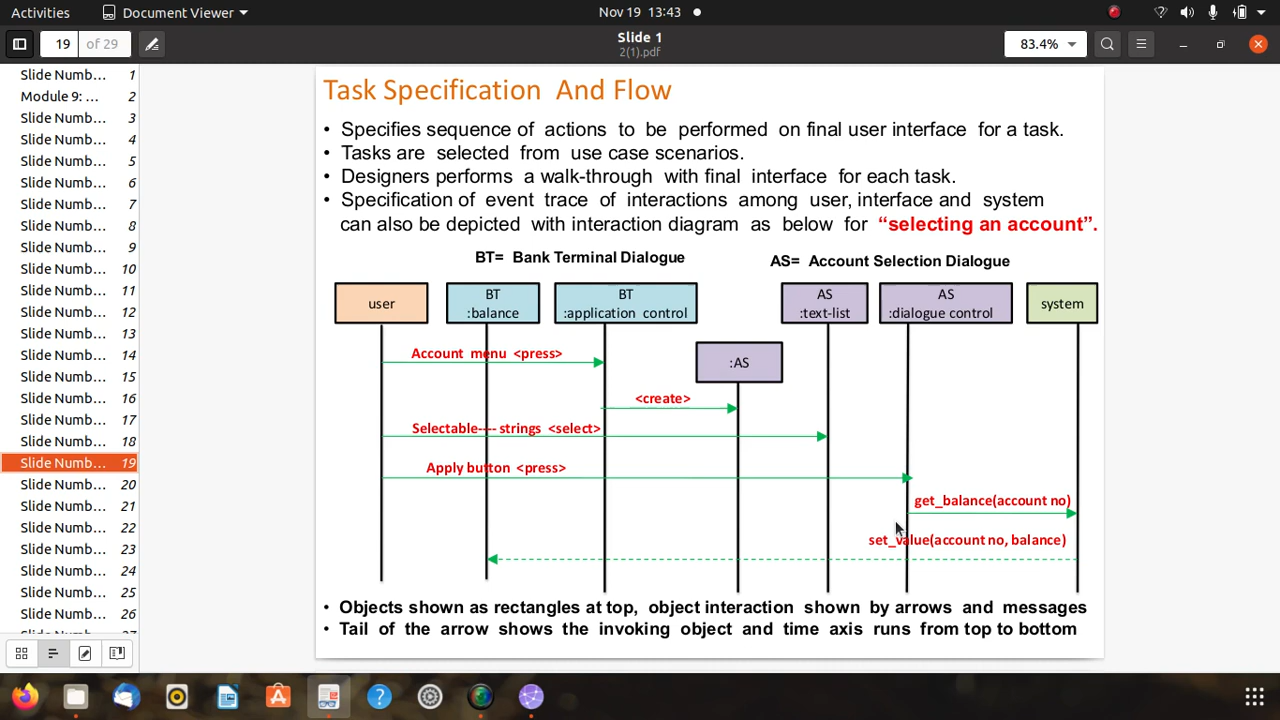 Activities
Document Viewer
Nov 19 13:43
19
of 29
Slide 1
2(1).pdf
83.4%
Slide Numb... 1
Module 9: ... 2
Slide Numb... 3
Slide Numb... 4
Slide Numb... 5
Slide Numb... 6
Slide Numb... 7
Slide Numb... 8
Slide Numb... 9
Slide Numb... 10
Slide Numb... 11
Slide Numb... 12
Slide Numb... 13
Slide Numb... 14
Slide Numb... 15
Slide Numb... 16
Slide Numb... 17
Slide Numb... 18
Slide Numb... 19
Slide Numb... 20
Slide Numb... 21
Slide Numb... 22
Slide Numb... 23
Slide Numb... 24
Slide Numb... 25
Slide Numb... 26
Task Specification And Flow
• Specifies sequence of actions to be performed on final user interface for a task.
• Tasks are selected from use case scenarios.
• Designers performs a walk-through with final interface for each task.
• Specification of event trace of interactions among user, interface and system
can also be depicted with interaction diagram as below for “selecting an account”.
BT= Bank Terminal Dialogue
AS= Account Selection Dialogue
user
BT
:balance
BT
:application control
AS
:text-list
AS
:dialogue control
system
Account menu <press>
:AS
<create>
Selectable---- strings <select>
Apply button <press>
get_balance(account no)
set_value(account no, balance)
• Objects shown as rectangles at top, object interaction shown by arrows and messages
• Tail of the arrow shows the invoking object and time axis runs from top to bottom